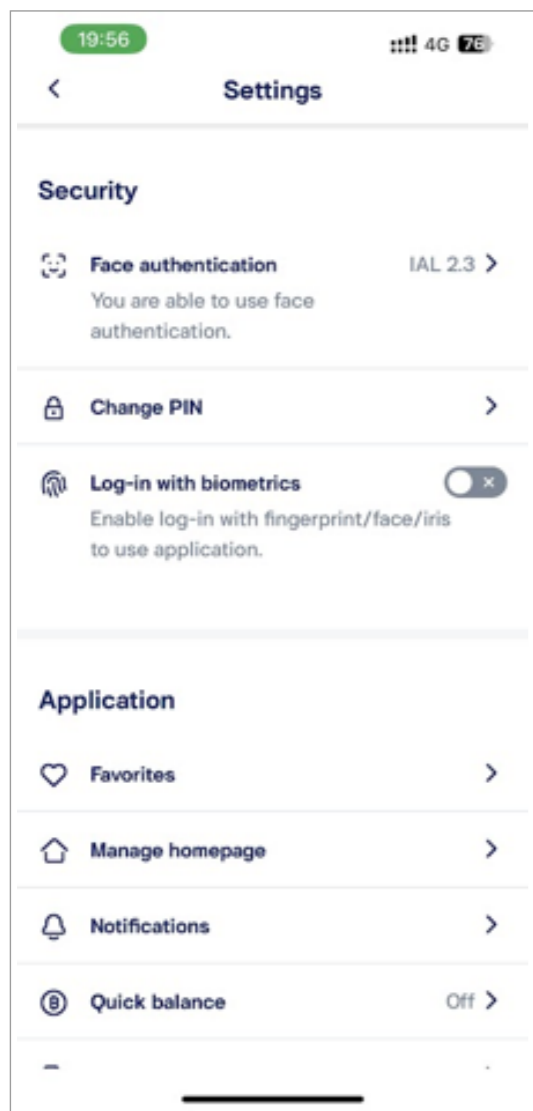 19:56 4G 76
Settings
Security
Face authentication IAL 2.3
You are able to use face
authentication.
Change PIN
Log-in with biometrics
Enable log-in with fingerprint/face/iris
to use application.
Application
Favorites
Manage homepage
Notifications
Quick balance Off